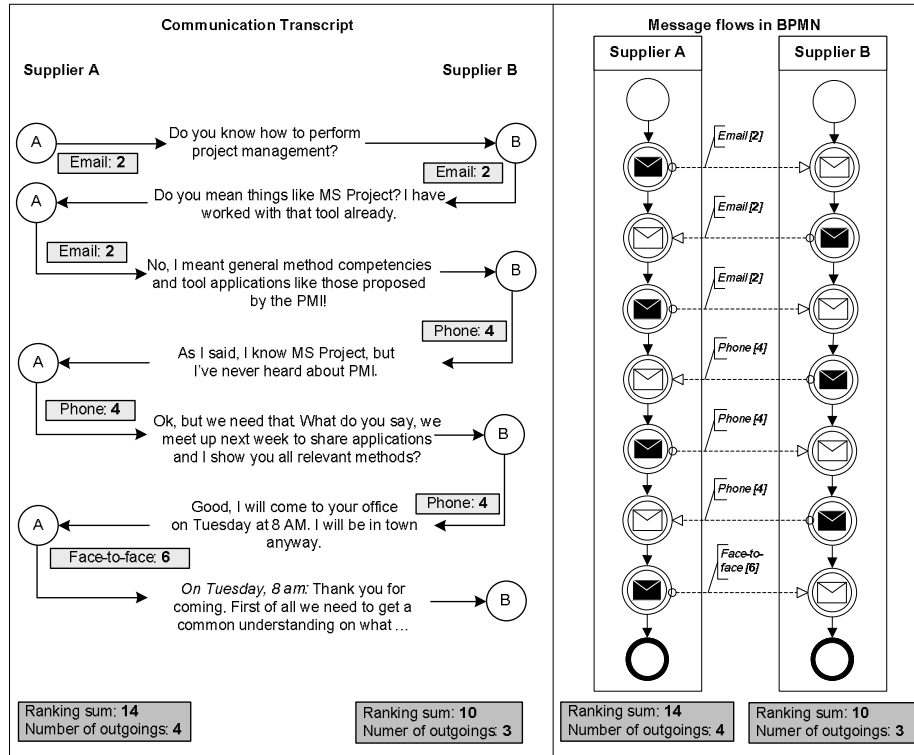 Communication Transcript
Supplier A
Supplier B
A
Do you know how to perform
project management?
B
Email: 2
Email: 2
A
Do you mean things like MS Project? I have
worked with that tool already.
Email: 2
No, I meant general method competencies
and tool applications like those proposed
by the PMI!
B
Phone: 4
A
As I said, I know MS Project, but
I've never heard about PMI.
Phone: 4
Ok, but we need that. What do you say, we
meet up next week to share applications
and I show you all relevant methods?
B
Phone: 4
A
Good, I will come to your office
on Tuesday at 8 AM. I will be in town
anyway.
Face-to-face: 6
On Tuesday, 8 am: Thank you for
coming. First of all we need to get a
common understanding on what ...
B
Ranking sum: 14
Number of outgoings: 4
Ranking sum: 10
Numer of outgoings: 3
Message flows in BPMN
Supplier A
Supplier B
Email [2]
Email [2]
Email [2]
Phone [4]
Phone [4]
Phone [4]
Face-to-
face [6]
Ranking sum: 14
Number of outgoings: 4
Ranking sum: 10
Numer of outgoings: 3